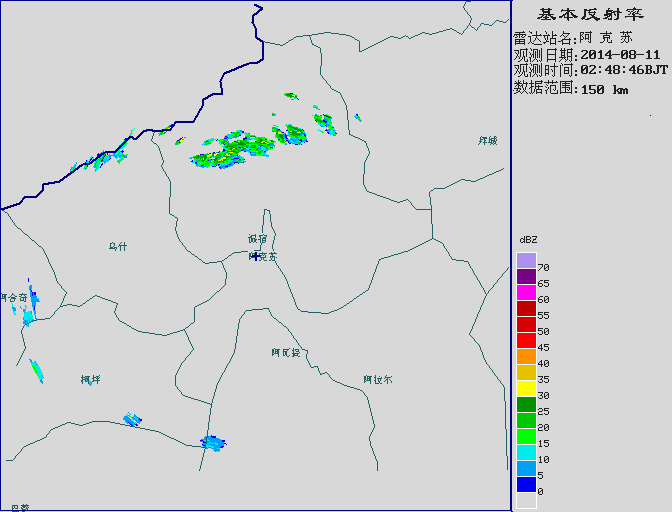 基本反射率
雷达站名:阿 克 苏
观测日期:2014-08-11
观测时间:02:48:46BJT
数据范围:150 km
拜城
乌什
温宿
阿克苏
阿合奇
阿瓦提
柯坪
阿拉尔
巴楚
dBZ
70
65
60
55
50
45
40
35
30
25
20
15
10
5
0